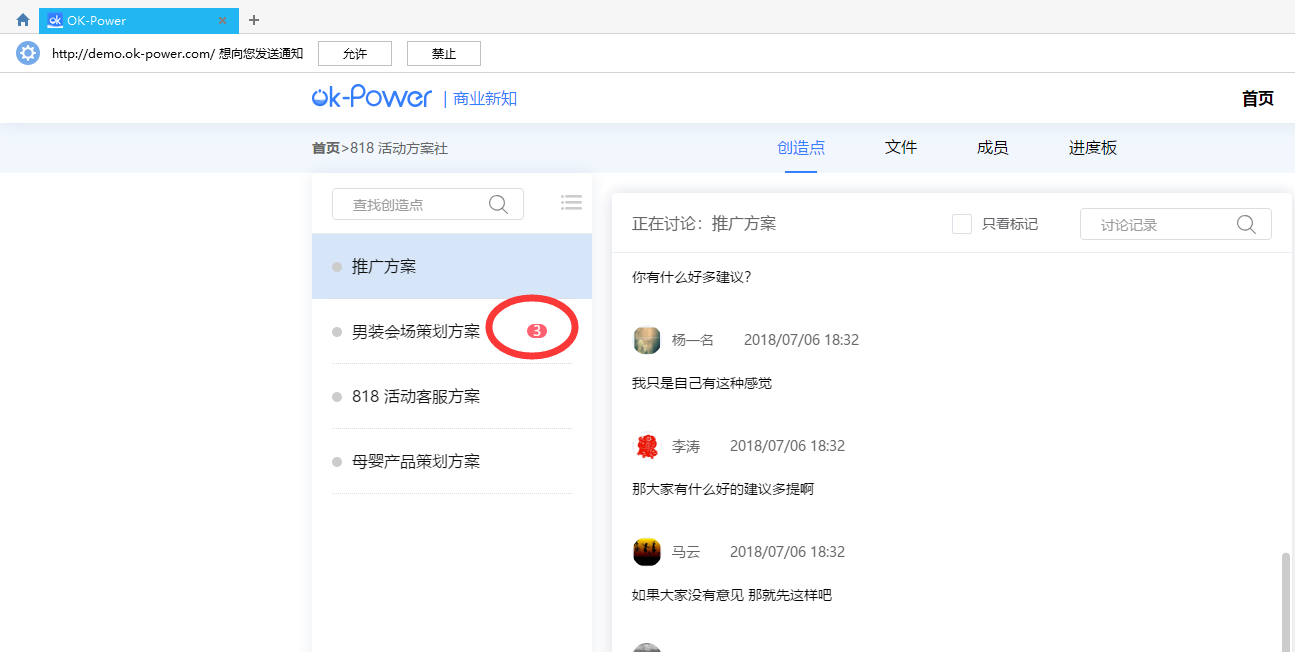 OK-Power
http://demo.ok-power.com/ 想向您发送通知 允许 禁止
ok-Power | 商业新知 首页
首页>818 活动方案社 创造点 文件 成员 进度板
查找创造点
推广方案
男装会场策划方案 3
818 活动客服方案
母婴产品策划方案
正在讨论：推广方案 只看标记 讨论记录
你有什么好多建议？
杨一名 2018/07/06 18:32
我只是自己有这种感觉
李涛 2018/07/06 18:32
那大家有什么好的建议多提啊
马云 2018/07/06 18:32
如果大家没有意见 那就先这样吧